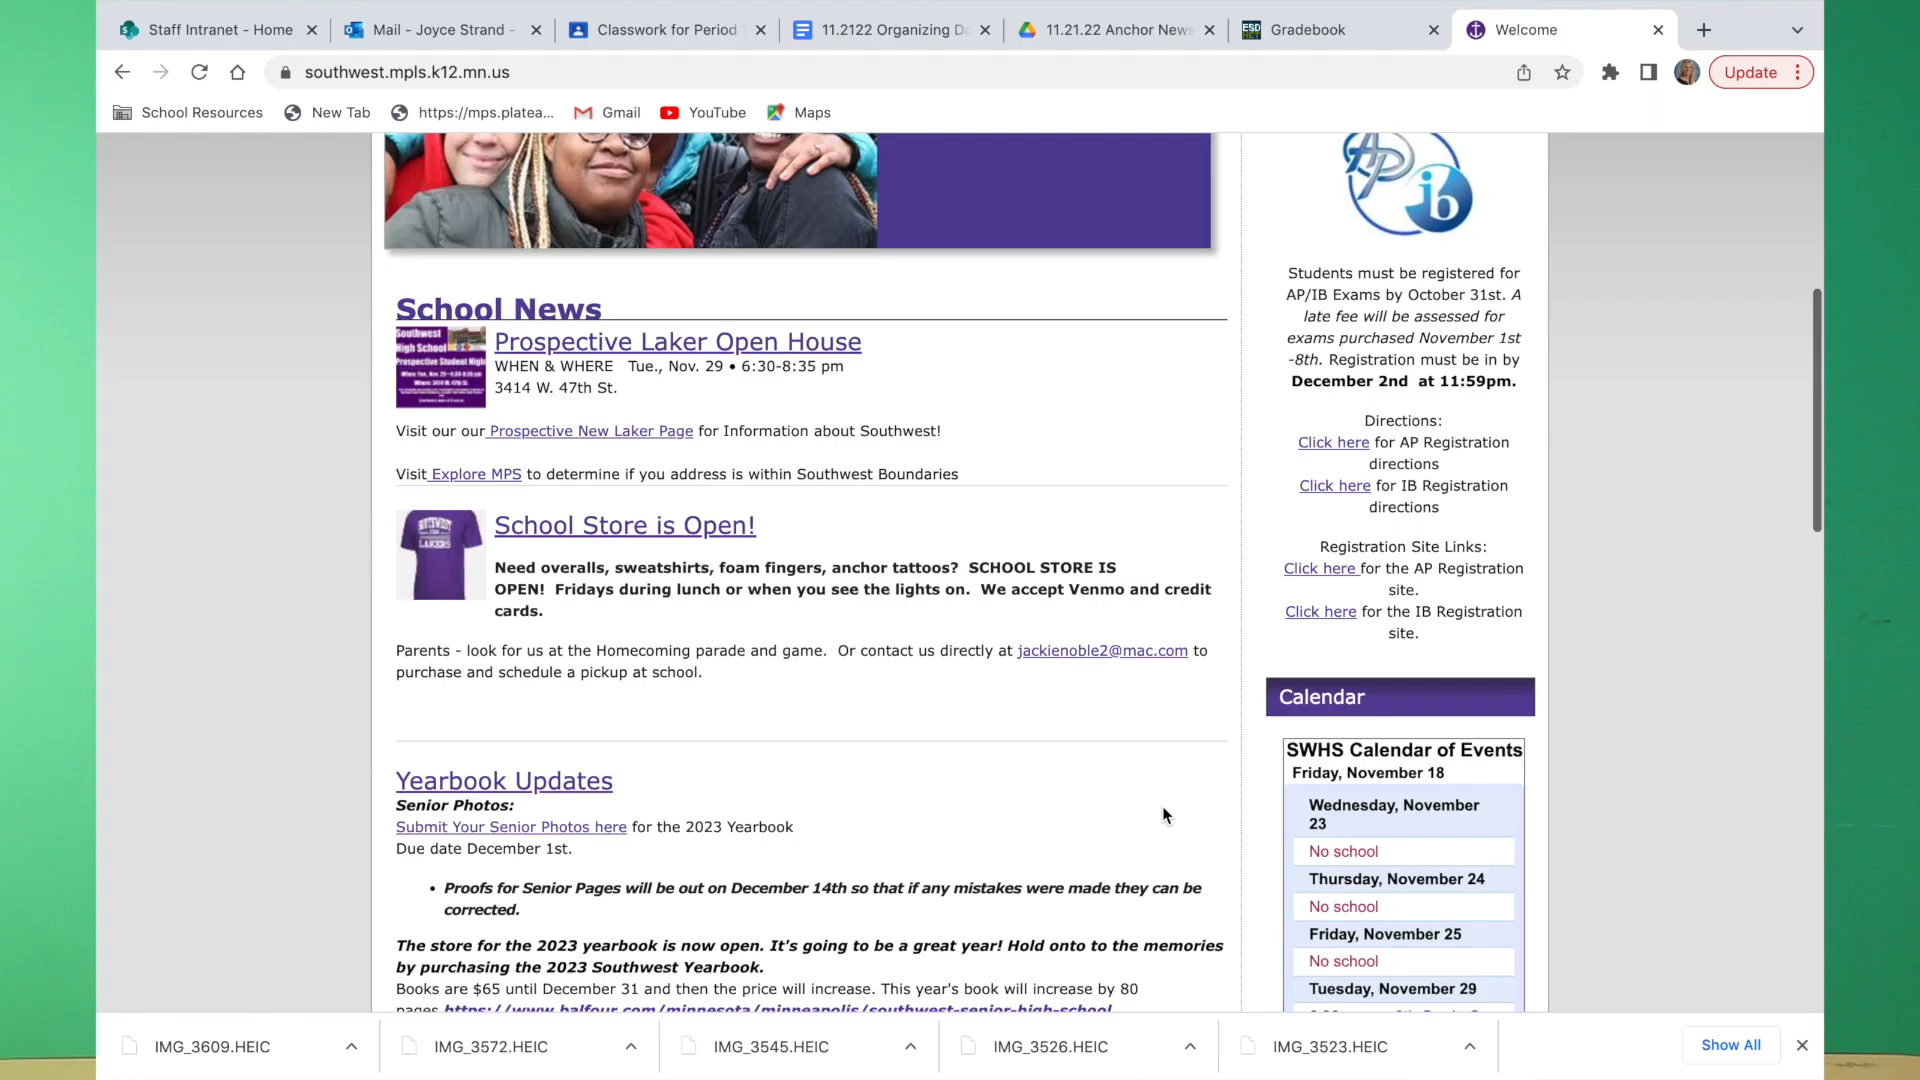 Staff Intranet - Home
Mail - Joyce Strand -
Classwork for Period 1
11.2122 Organizing Do
11.21.22 Anchor News
Gradebook
Welcome
southwest.mpls.k12.mn.us
Update
School Resources
New Tab
https://mps.platea...
Gmail
YouTube
Maps
School News
Southwest
High School
Prospective Student Night
Prospective Laker Open House
WHEN & WHERE Tue., Nov. 29 • 6:30-8:35 pm
3414 W. 47th St.
Visit our our Prospective New Laker Page for Information about Southwest!
Visit Explore MPS to determine if you address is within Southwest Boundaries
SOUTHWEST
LAKERS
School Store is Open!
Need overalls, sweatshirts, foam fingers, anchor tattoos? SCHOOL STORE IS
OPEN! Fridays during lunch or when you see the lights on. We accept Venmo and credit
cards.
Parents - look for us at the Homecoming parade and game. Or contact us directly at jackienoble2@mac.com to
purchase and schedule a pickup at school.
Yearbook Updates
Senior Photos:
Submit Your Senior Photos here for the 2023 Yearbook
Due date December 1st.
• Proofs for Senior Pages will be out on December 14th so that if any mistakes were made they can be
corrected.
The store for the 2023 yearbook is now open. It's going to be a great year! Hold onto to the memories
by purchasing the 2023 Southwest Yearbook.
Books are $65 until December 31 and then the price will increase. This year's book will increase by 80
pages https://www.balfour.com/minnesota/minneapolis/southwest-senior-high-school
AP
ib
Students must be registered for
AP/IB Exams by October 31st. A
late fee will be assessed for
exams purchased November 1st
-8th. Registration must be in by
December 2nd at 11:59pm.
Directions:
Click here for AP Registration
directions
Click here for IB Registration
directions
Registration Site Links:
Click here for the AP Registration
site.
Click here for the IB Registration
site.
Calendar
SWHS Calendar of Events
Friday, November 18
Wednesday, November
23
No school
Thursday, November 24
No school
Friday, November 25
No school
Tuesday, November 29
IMG_3609.HEIC
IMG_3572.HEIC
IMG_3545.HEIC
IMG_3526.HEIC
IMG_3523.HEIC
Show All